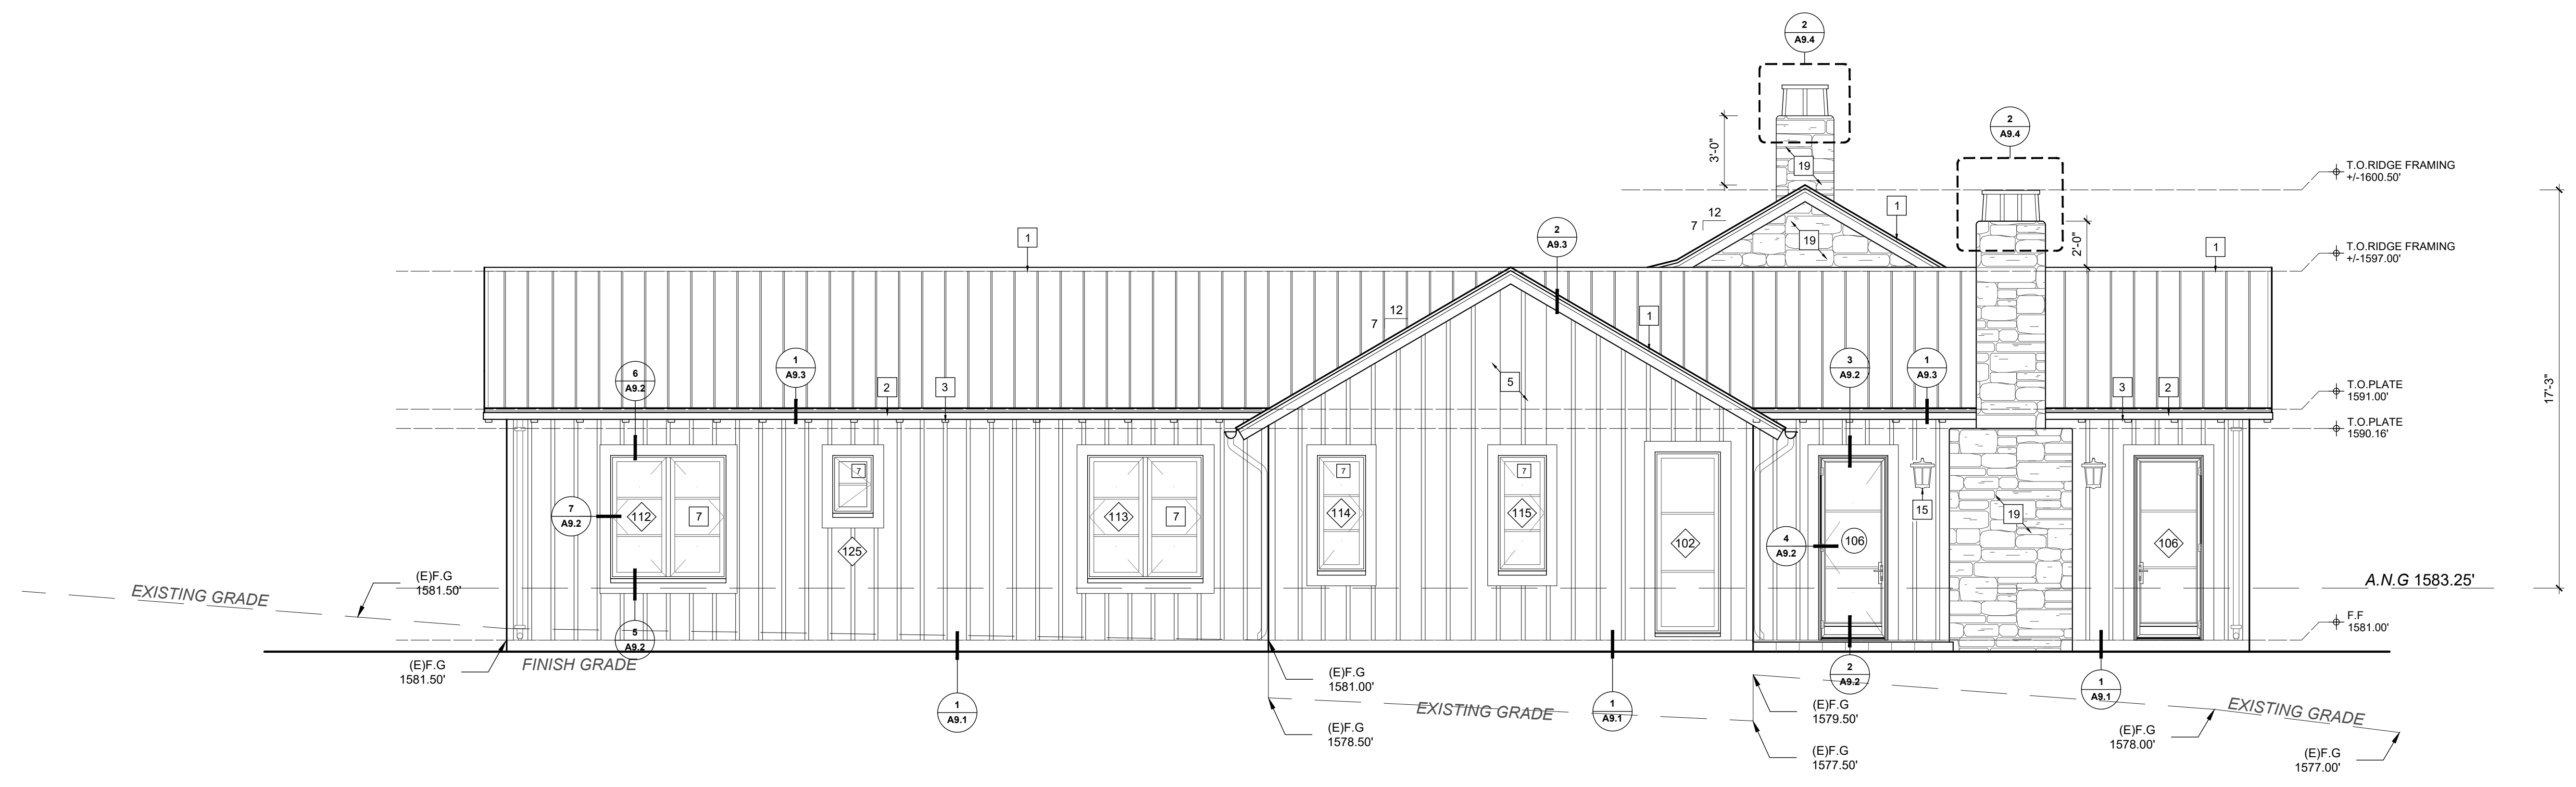 2
A9.4
2
A9.4
3'-0"
19
T.O.RIDGE FRAMING
+/-1600.50'
12
7
1
19
2
A9.3
1
2'-0"
1
T.O.RIDGE FRAMING
+/-1597.00'
17'-3"
12
7
1
6
A9.2
1
A9.3
2
3
5
3
A9.2
1
A9.3
3
2
T.O.PLATE
1591.00'
T.O.PLATE
1590.16'
7
7
7
7
A9.2
112
7
113
7
114
115
102
4
A9.2
106
15
19
106
125
EXISTING GRADE
(E)F.G
1581.50'
A.N.G 1583.25'
F.F
1581.00'
5
A9.2
FINISH GRADE
(E)F.G
1581.50'
1
A9.1
(E)F.G
1581.00'
(E)F.G
1578.50'
EXISTING GRADE
1
A9.1
2
A9.2
(E)F.G
1579.50'
(E)F.G
1577.50'
1
A9.1
EXISTING GRADE
(E)F.G
1578.00'
(E)F.G
1577.00'